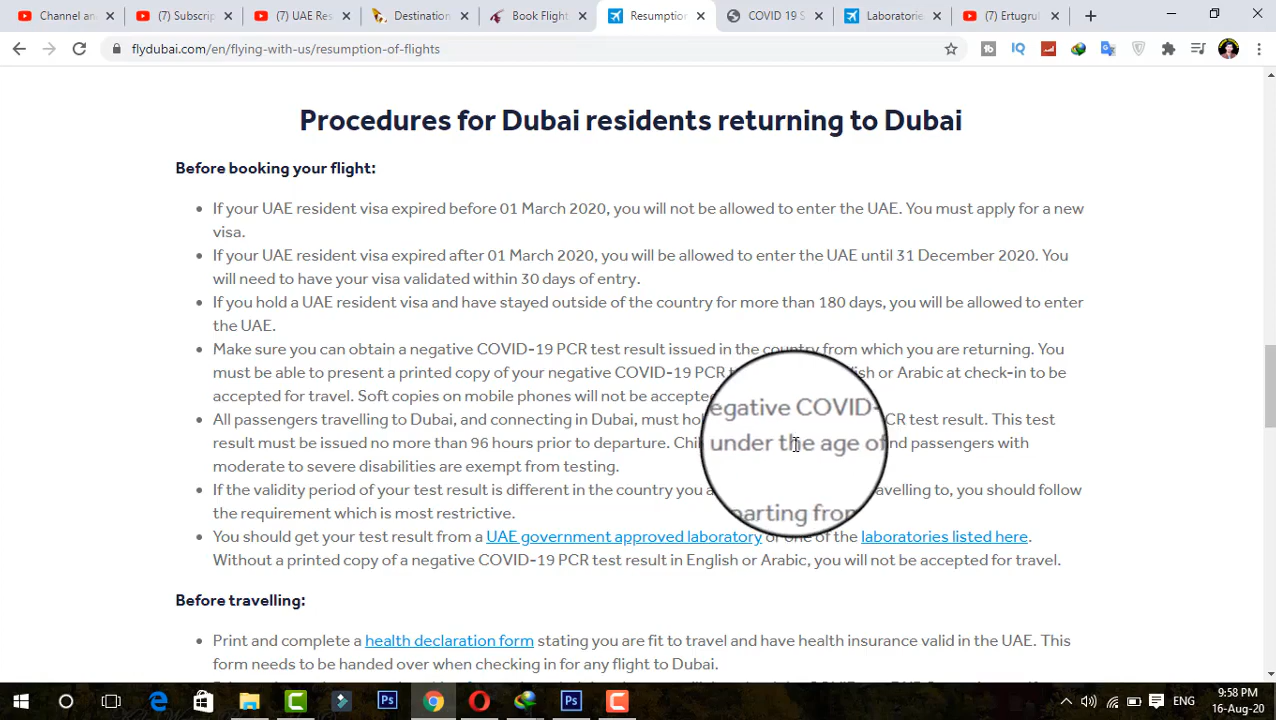 (7) Subscrip
Channel an
(7) UAE Res
Destination
Book Flight
Resumption
COVID 19 S
Laboratorie
(7) Ertugrul
flydubai.com/en/flying-with-us/resumption-of-flights
Procedures for Dubai residents returning to Dubai
Before booking your flight:
• If your UAE resident visa expired before 01 March 2020, you will not be allowed to enter the UAE. You must apply for a new
visa.
• If your UAE resident visa expired after 01 March 2020, you will be allowed to enter the UAE until 31 December 2020. You
will need to have your visa validated within 30 days of entry.
• If you hold a UAE resident visa and have stayed outside of the country for more than 180 days, you will be allowed to enter
the UAE.
• Make sure you can obtain a negative COVID-19 PCR test result issued in the country from which you are returning. You
must be able to present a printed copy of your negative COVID-19 PCR glish or Arabic at check-in to be
accepted for travel. Soft copies on mobile phones will not be accepted
egative COVID-
• All passengers travelling to Dubai, and connecting in Dubai, must hol CR test result. This test
result must be issued no more than 96 hours prior to departure. Chi under the age of nd passengers with
moderate to severe disabilities are exempt from testing.
• If the validity period of your test result is different in the country you a avelling to, you should follow
the requirement which is most restrictive.
parting from
• You should get your test result from a UAE government approved laboratory or one of the laboratories listed here.
Without a printed copy of a negative COVID-19 PCR test result in English or Arabic, you will not be accepted for travel.
Before travelling:
• Print and complete a health declaration form stating you are fit to travel and have health insurance valid in the UAE. This
form needs to be handed over when checking in for any flight to Dubai.
ENG
9:58 PM
16-Aug-20